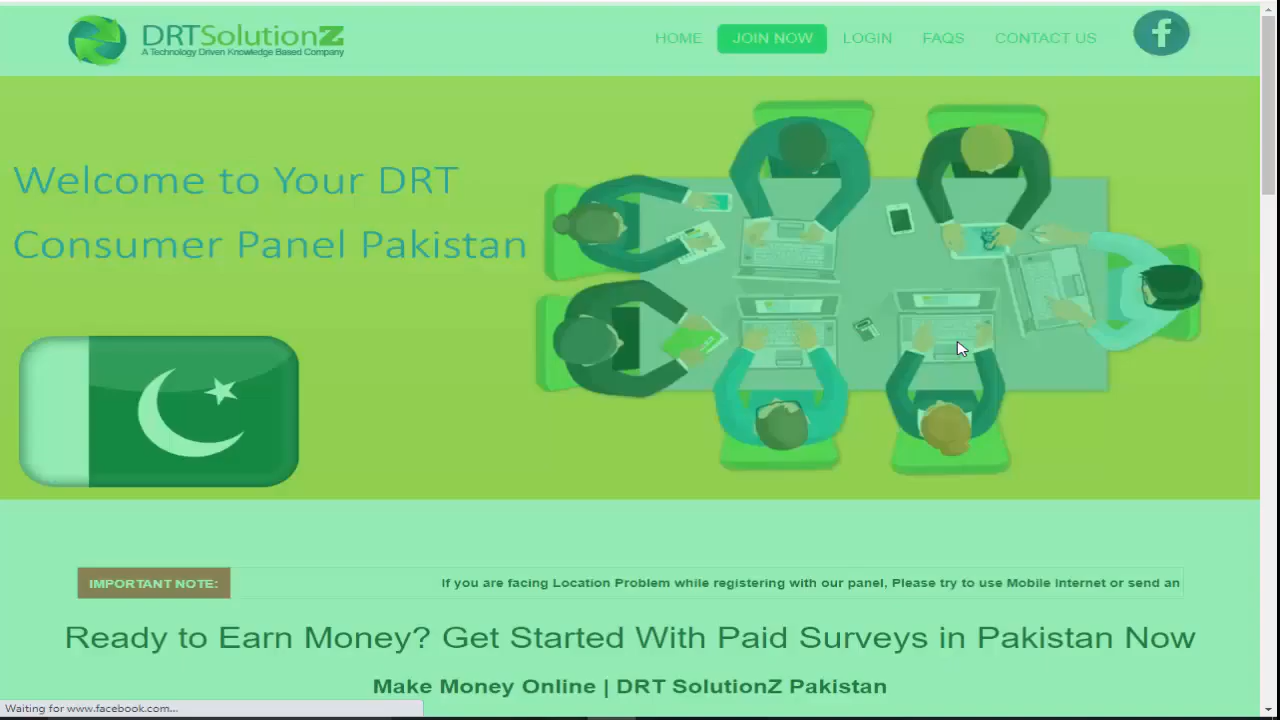 DRTSolutionZ
A Technology Driven Knowledge Based Company
HOME JOIN NOW LOGIN FAQS CONTACT US
f
Welcome to Your DRT
Consumer Panel Pakistan
IMPORTANT NOTE: If you are facing Location Problem while registering with our panel, Please try to use Mobile Internet or send an
Ready to Earn Money? Get Started With Paid Surveys in Pakistan Now
Make Money Online | DRT SolutionZ Pakistan
Waiting for www.facebook.com...